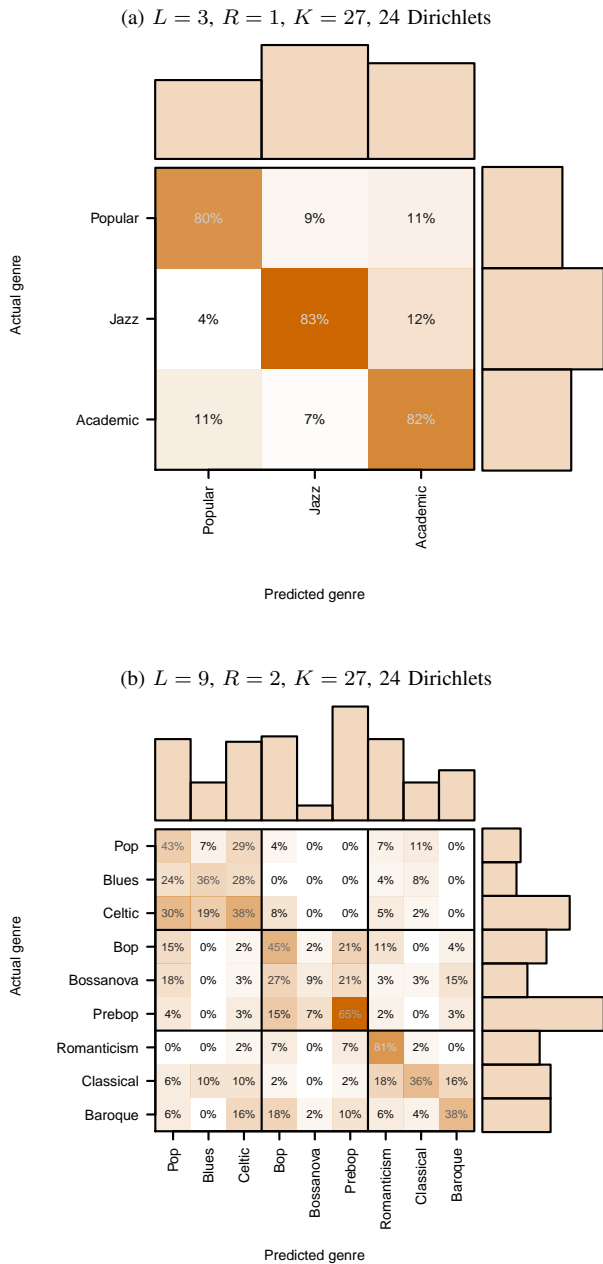 (a) L = 3, R = 1, K = 27, 24 Dirichlets
Actual genre
Popular 80% 9% 11%
Jazz 4% 83% 12%
Academic 11% 7% 82%
Popular Jazz Academic
Predicted genre
(b) L = 9, R = 2, K = 27, 24 Dirichlets
Actual genre
Pop 43% 7% 29% 4% 0% 0% 7% 11% 0%
Blues 24% 36% 28% 0% 0% 0% 4% 8% 0%
Celtic 30% 19% 38% 8% 0% 0% 5% 2% 0%
Bop 15% 0% 2% 45% 2% 21% 11% 0% 4%
Bossanova 18% 0% 3% 27% 9% 21% 3% 3% 15%
Prebop 4% 0% 3% 15% 7% 65% 2% 0% 3%
Romanticism 0% 0% 2% 7% 0% 7% 81% 2% 0%
Classical 6% 10% 10% 2% 0% 2% 18% 36% 16%
Baroque 6% 0% 16% 18% 2% 10% 6% 4% 38%
Pop Blues Celtic Bop Bossanova Prebop Romanticism Classical Baroque
Predicted genre